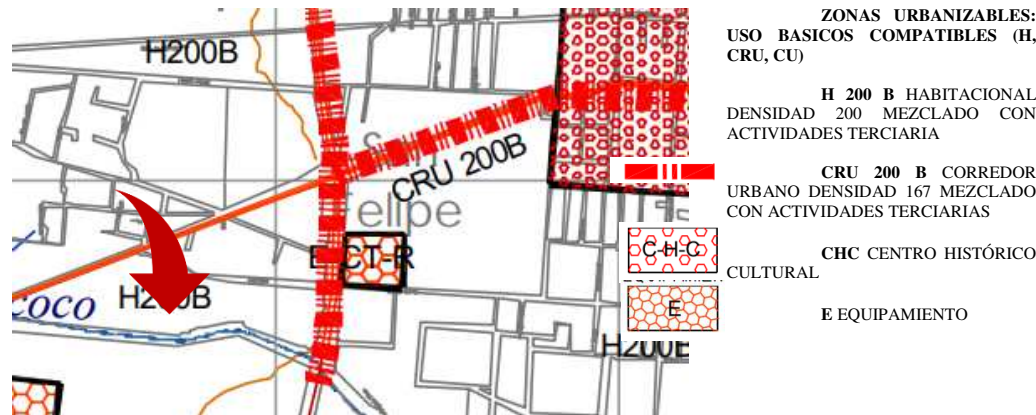 H200B
CRU 200B
S
elipe
E-CT-R
H200B
coco
H200B
ZONAS URBANIZABLES:
USO BASICOS COMPATIBLES (H,
CRU, CU)
H 200 B HABITACIONAL
DENSIDAD 200 MEZCLADO CON
ACTIVIDADES TERCIARIA
CRU 200 B CORREDOR
URBANO DENSIDAD 167 MEZCLADO
CON ACTIVIDADES TERCIARIAS
C-H-C
CHC CENTRO HISTÓRICO
CULTURAL
E
E EQUIPAMIENTO